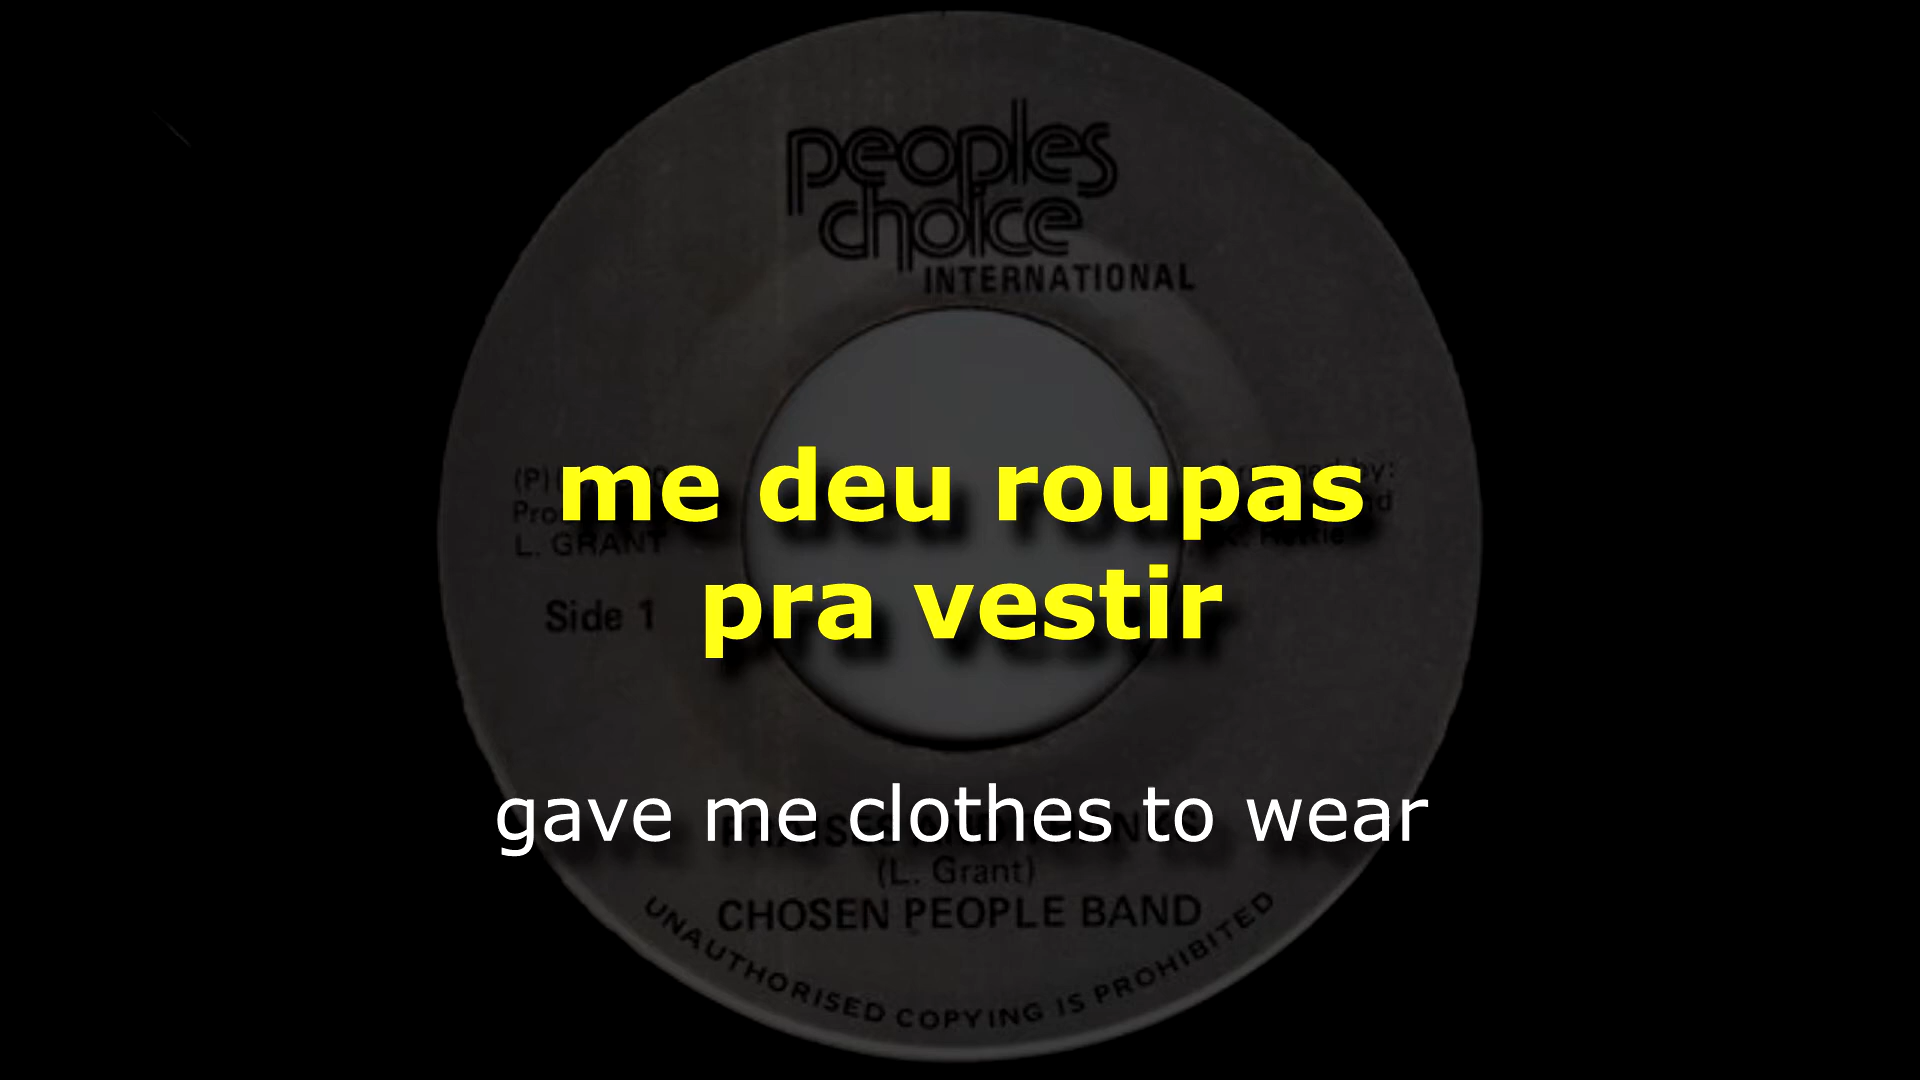 peoples
choice
INTERNATIONAL
me deu roupas
L. GRANT
Side 1
pra vestir
gave me clothes to wear
(L. Grant)
CHOSEN PEOPLE BAND
UNAUTHORISED COPYING IS PROHIBITED